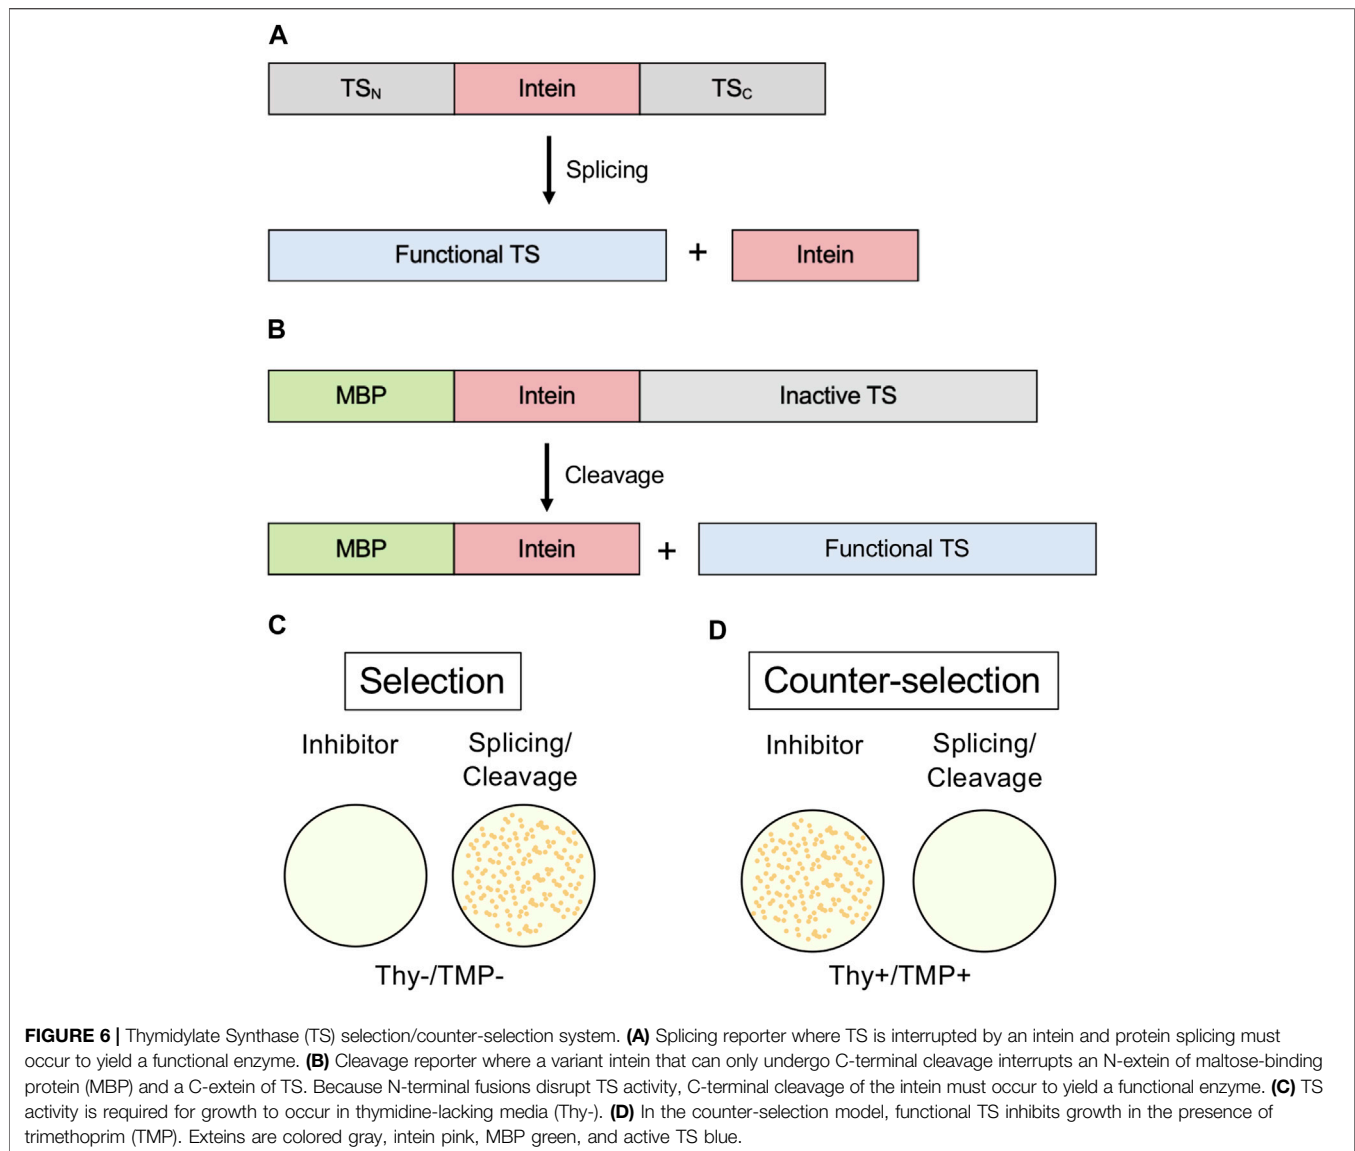 A
TSN Intein TSC
Splicing
Functional TS + Intein
B
MBP Intein Inactive TS
Cleavage
MBP Intein + Functional TS
C
D
Selection
Counter-selection
Inhibitor
Splicing/
Cleavage
Inhibitor
Splicing/
Cleavage
Thy-/TMP-
Thy+/TMP+
FIGURE 6 | Thymidylate Synthase (TS) selection/counter-selection system. (A) Splicing reporter where TS is interrupted by an intein and protein splicing must
occur to yield a functional enzyme. (B) Cleavage reporter where a variant intein that can only undergo C-terminal cleavage interrupts an N-extein of maltose-binding
protein (MBP) and a C-extein of TS. Because N-terminal fusions disrupt TS activity, C-terminal cleavage of the intein must occur to yield a functional enzyme. (C) TS
activity is required for growth to occur in thymidine-lacking media (Thy-). (D) In the counter-selection model, functional TS inhibits growth in the presence of
trimethoprim (TMP). Exteins are colored gray, intein pink, MBP green, and active TS blue.